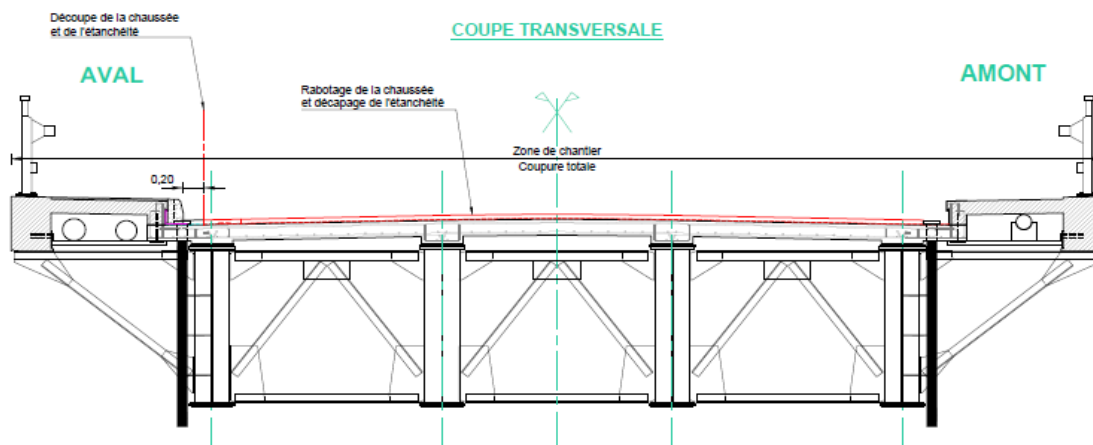 Découpe de la chaussée
et de l'étanchéité
COUPE TRANSVERSALE
AVAL
AMONT
Rabotage de la chaussée
et décapage de l'étanchéité
Zone de chantier
Coupure totale
0,20